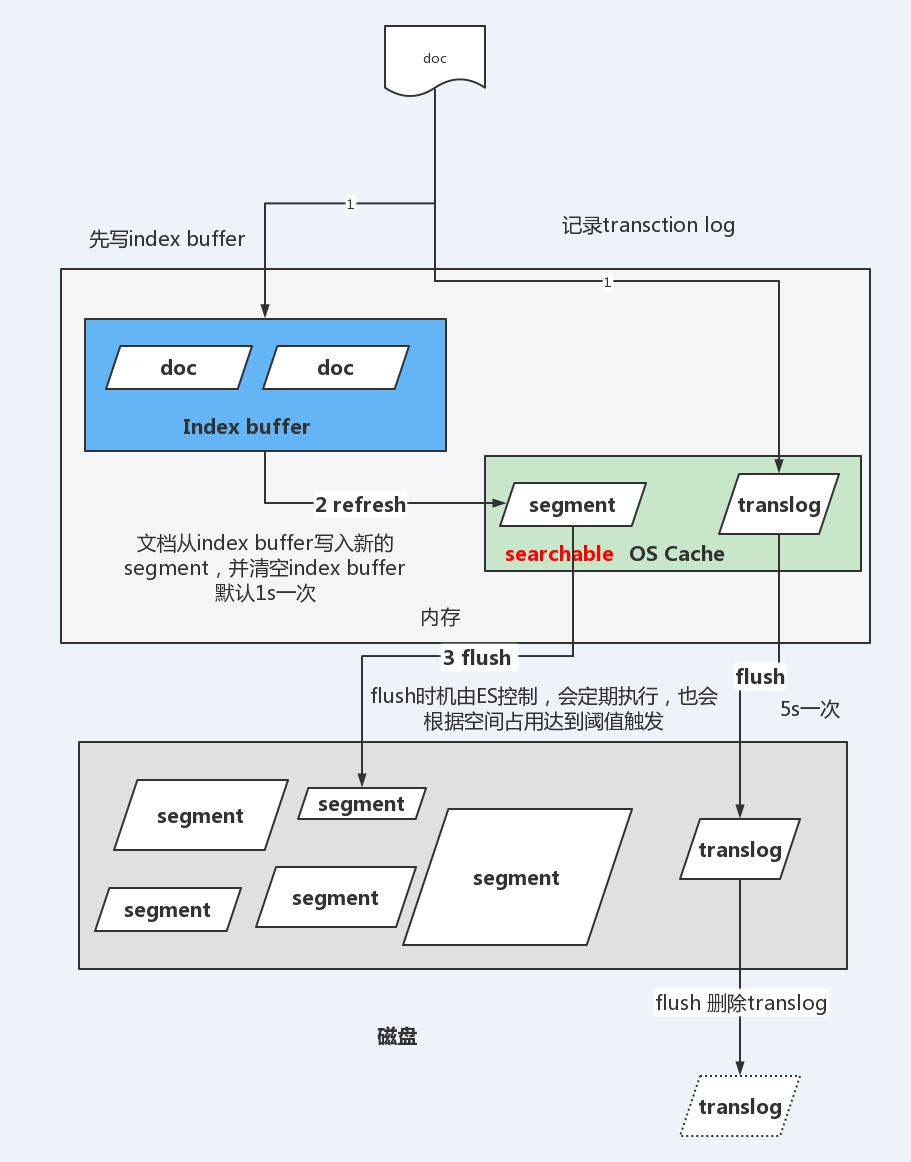 doc
1
先写index buffer
记录transction log
1
doc
doc
Index buffer
2 refresh
segment
translog
searchable OS Cache
文档从index buffer写入新的
segment，并清空index buffer
默认1s一次
内存
3 flush
flush
flush时机由ES控制，会定期执行，也会
根据空间占用达到阈值触发
5s一次
segment
segment
segment
segment
segment
translog
flush 删除translog
磁盘
translog